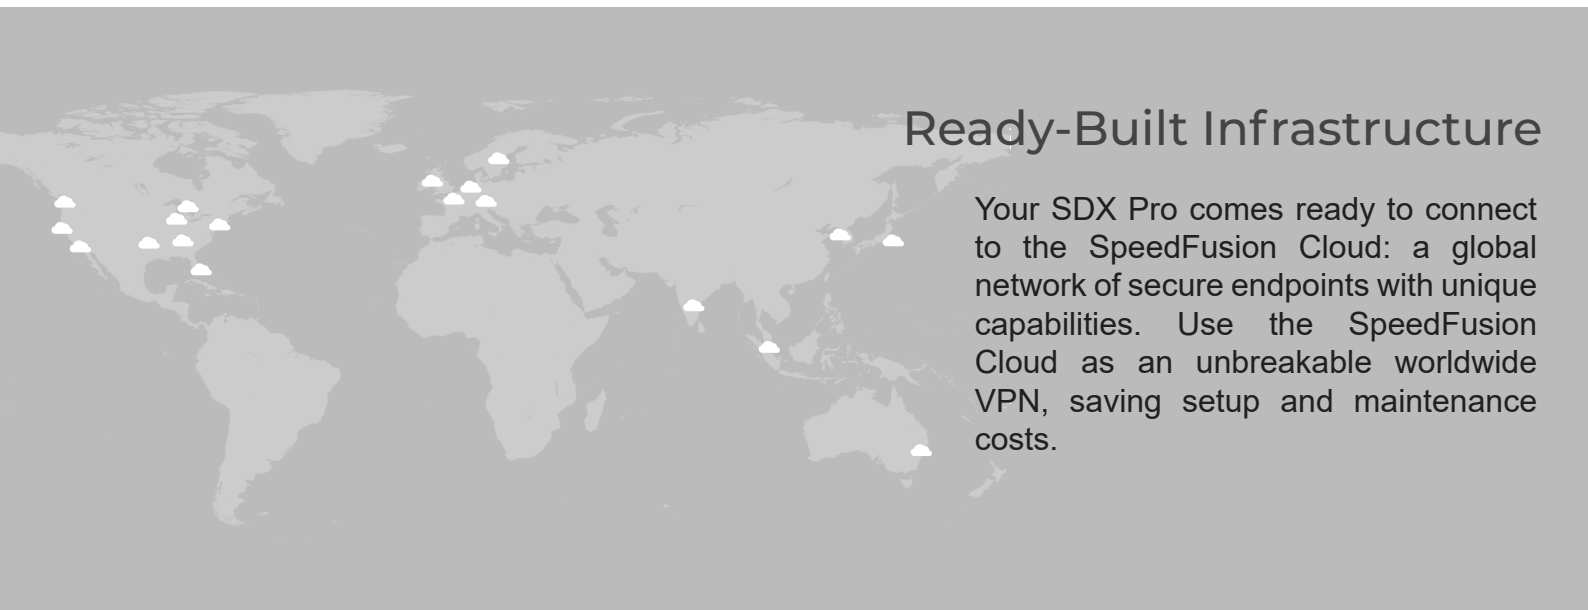 Ready-Built Infrastructure
Your SDX Pro comes ready to connect
to the SpeedFusion Cloud: a global
network of secure endpoints with unique
capabilities. Use the SpeedFusion
Cloud as an unbreakable worldwide
VPN, saving setup and maintenance
costs.